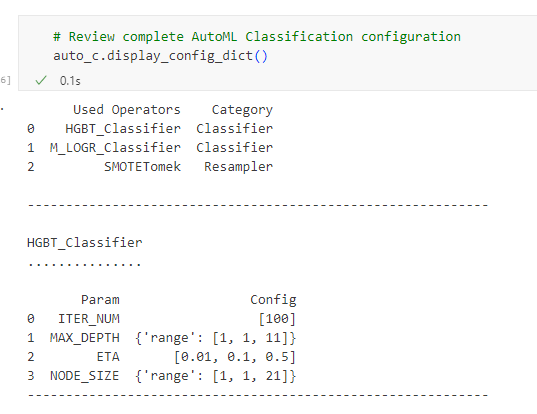 # Review complete AutoML Classification configuration
auto_c.display_config_dict()
6]
0.1s
Used Operators Category
0 HGBT_Classifier Classifier
1 M_LOGR_Classifier Classifier
2 SMOTETomek Resampler
------------------------------------------------------------
HGBT_Classifier
...............
Param Config
0 ITER_NUM [100]
1 MAX_DEPTH {'range': [1, 1, 11]}
2 ETA [0.01, 0.1, 0.5]
3 NODE_SIZE {'range': [1, 1, 21]}
------------------------------------------------------------